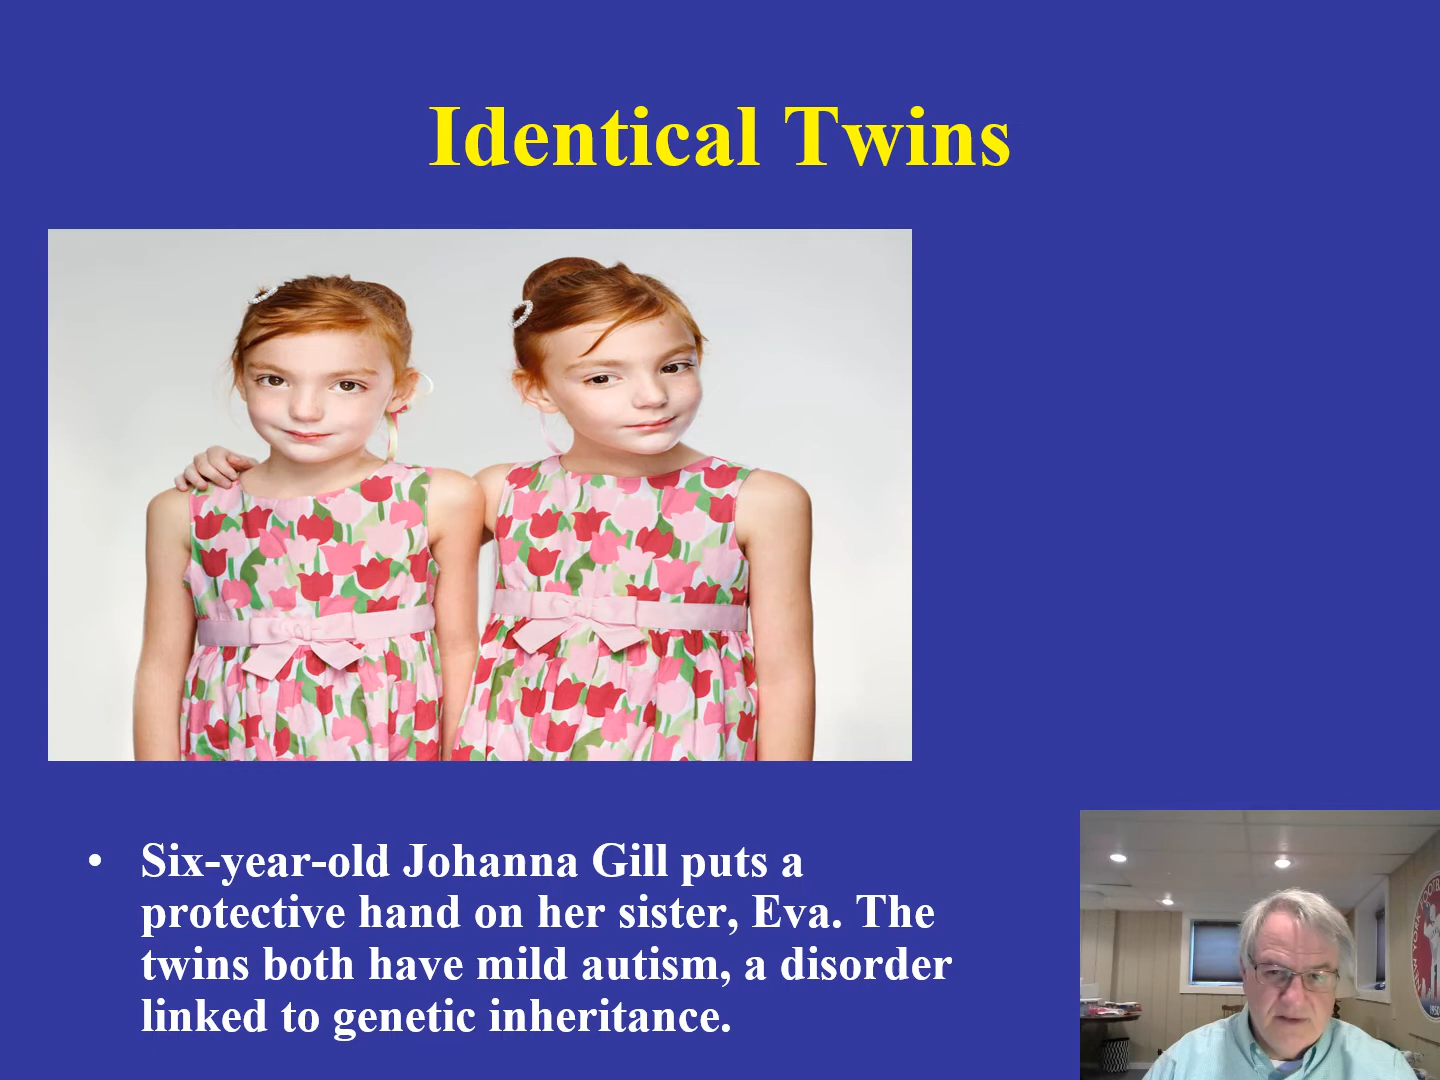 Identical Twins
• Six-year-old Johanna Gill puts a
protective hand on her sister, Eva. The
twins both have mild autism, a disorder
linked to genetic inheritance.